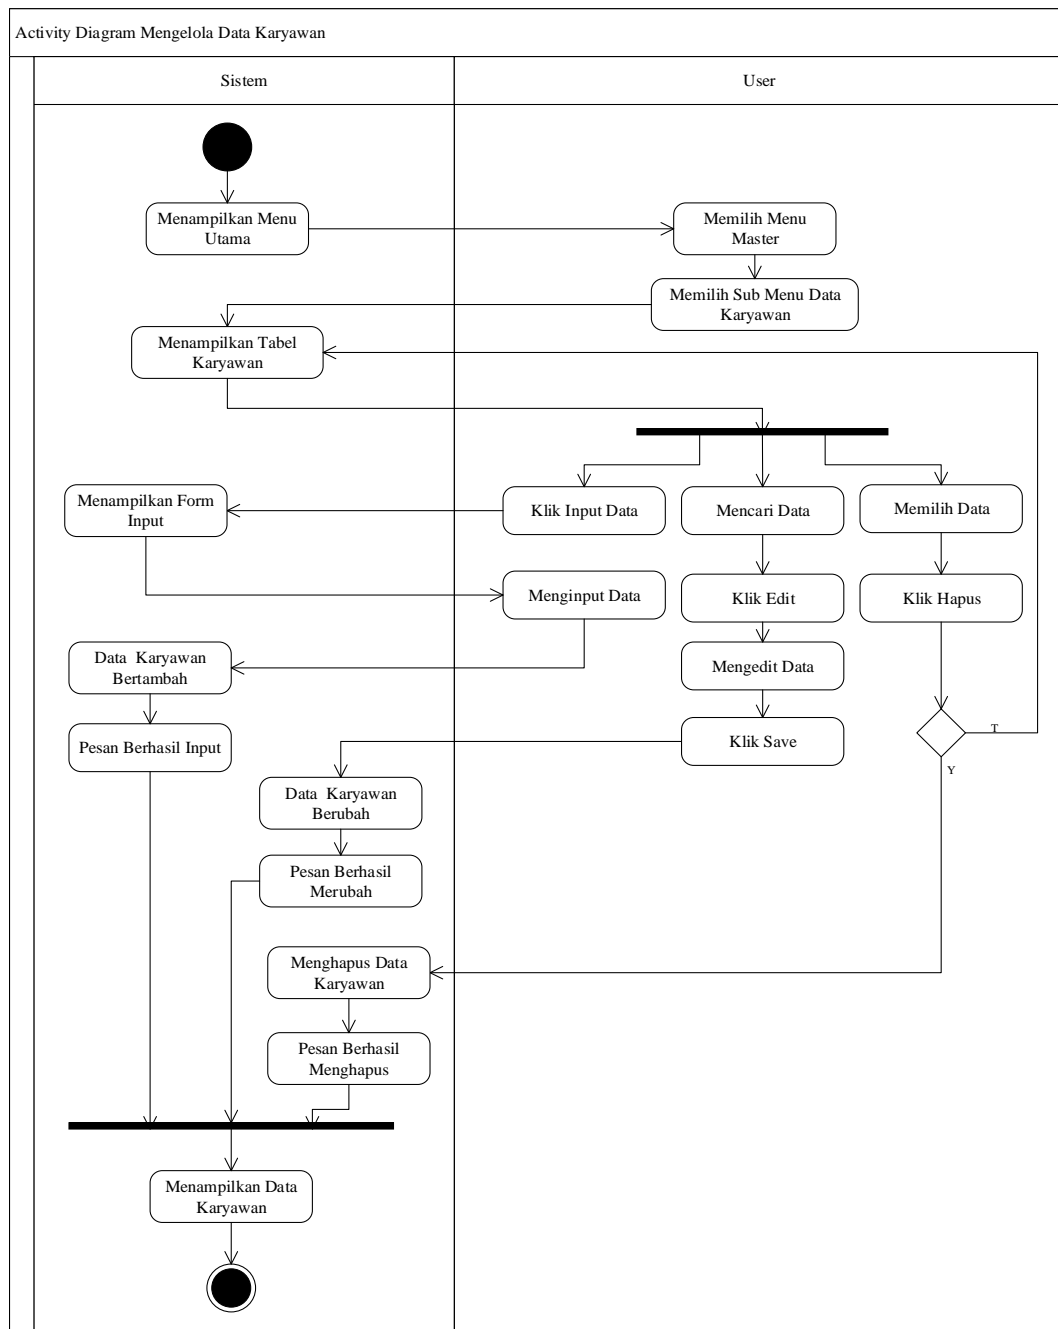 Activity Diagram Mengelola Data Karyawan
Sistem
User
Menampilkan Menu
Utama
Memilih Menu
Master
Memilih Sub Menu Data
Karyawan
Menampilkan Tabel
Karyawan
Menampilkan Form
Input
Klik Input Data
Mencari Data
Memilih Data
Menginput Data
Klik Edit
Klik Hapus
Data Karyawan
Bertambah
Mengedit Data
Pesan Berhasil Input
Klik Save
T
Y
Data Karyawan
Berubah
Pesan Berhasil
Merubah
Menghapus Data
Karyawan
Pesan Berhasil
Menghapus
Menampilkan Data
Karyawan